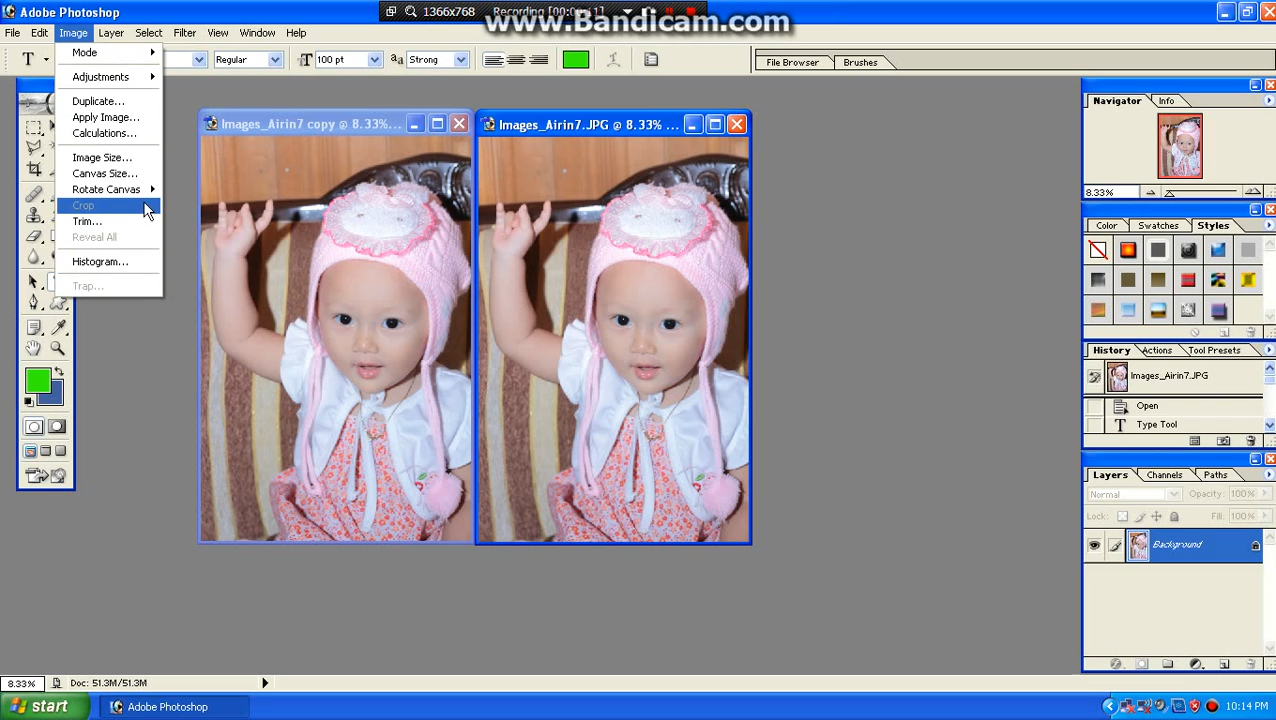 Adobe Photoshop
1366x768
Recording
www.Bandicam.com
File Edit Image Layer Select Filter View Window Help
Regular
100 pt
aa
Strong
File Browser
Brushes
Mode
Adjustments
Duplicate...
Apply Image...
Calculations...
Image Size...
Canvas Size...
Rotate Canvas
Crop
Trim...
Reveal All
Histogram...
Trap...
Images_Airin7 copy @ 8.33%...
Images_Airin7.JPG @ 8.33% ...
Navigator Info
8.33%
Color Swatches Styles
History Actions Tool Presets
Images_Airin7.JPG
Open
Type Tool
Layers Channels Paths
Normal Opacity: 100%
Lock: Fill: 100%
Background
8.33% Doc: 51.3M/51.3M
start
Adobe Photoshop
10:14 PM